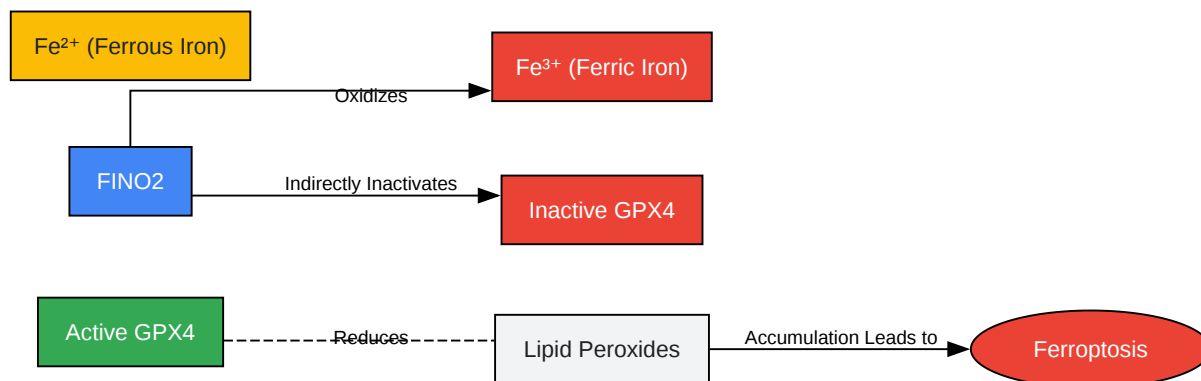 Fe²⁺ (Ferrous Iron)
Fe³⁺ (Ferric Iron)
Oxidizes
FINO2
Indirectly Inactivates
Inactive GPX4
Active GPX4
Reduces
Lipid Peroxides
Accumulation Leads to
Ferroptosis